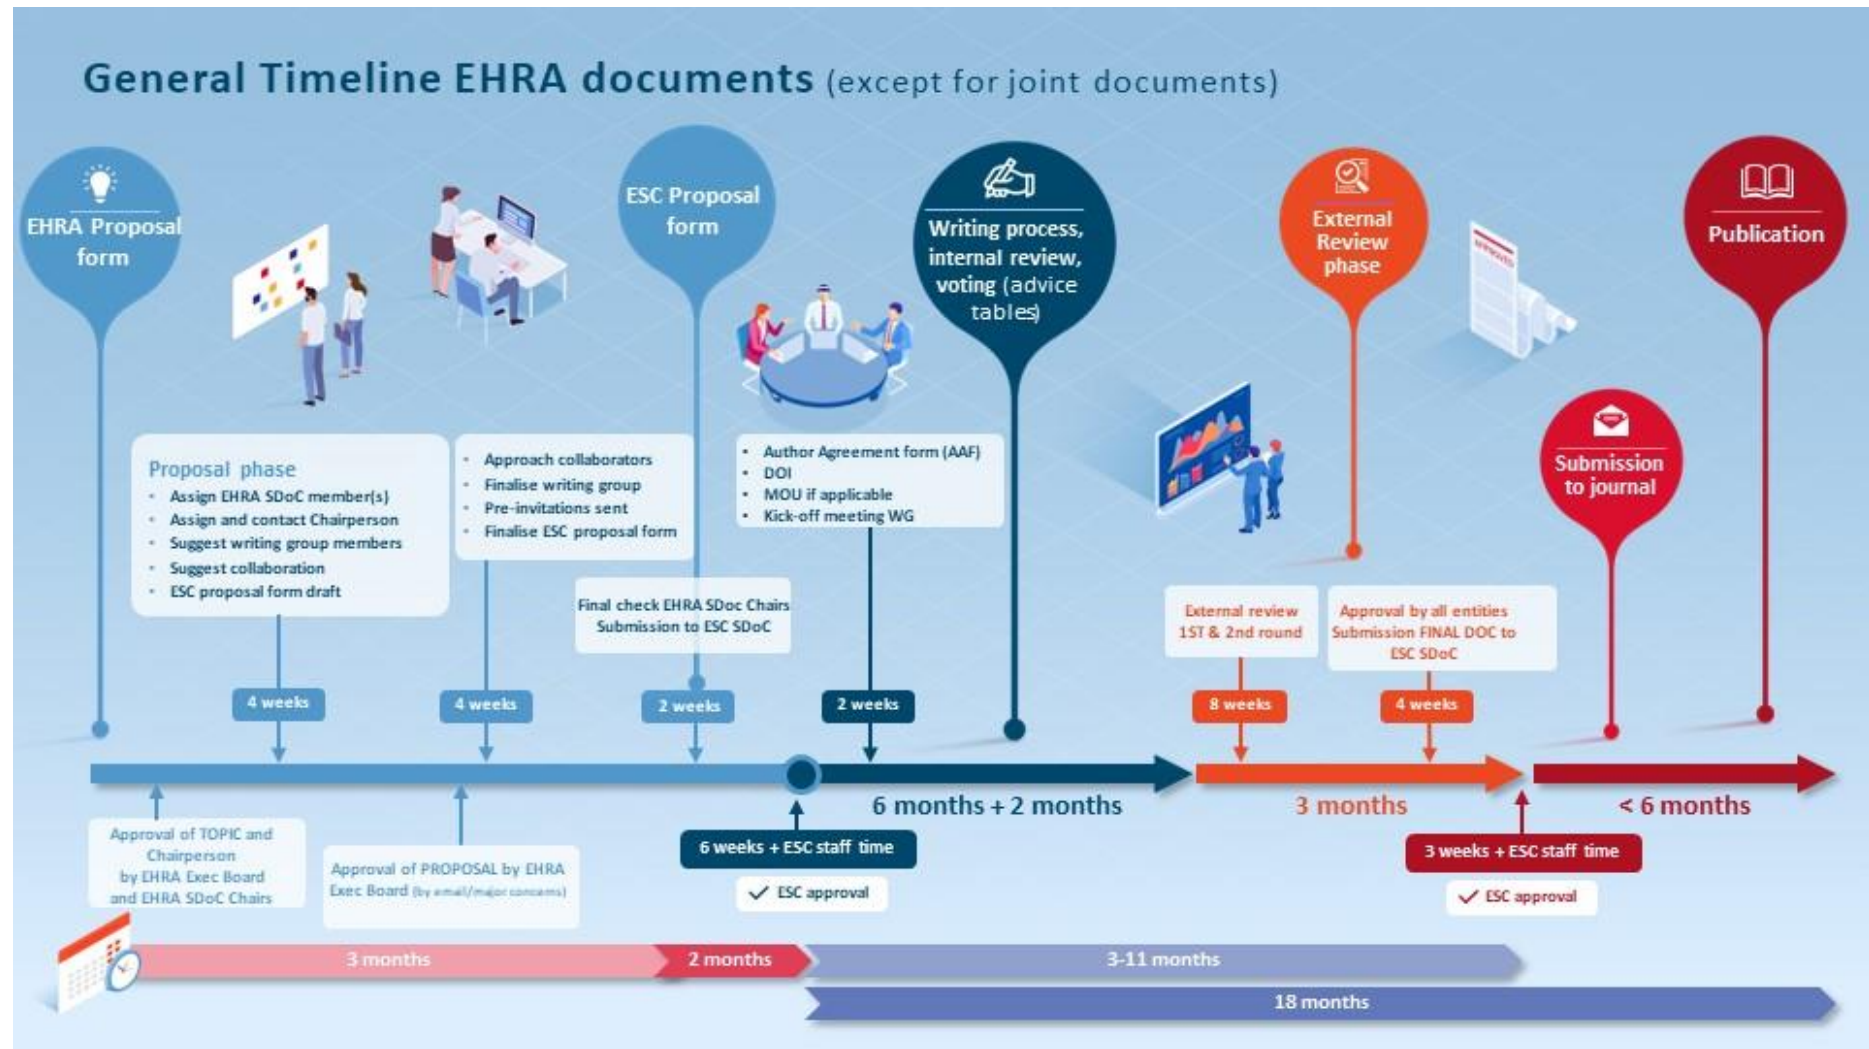 General Timeline EHRA documents (except for joint documents)
EHRA Proposal
form
ESC Proposal
form
Writing process,
internal review,
voting (advice
tables)
External
Review
phase
Publication
Submission
to journal
Proposal phase
• Assign EHRA SDoC member(s)
• Assign and contact Chairperson
• Suggest writing group members
• Suggest collaboration
• ESC proposal form draft
• Approach collaborators
• Finalise writing group
• Pre-invitations sent
• Finalise ESC proposal form
Final check EHRA SDoc Chairs
Submission to ESC SDoC
• Author Agreement form (AAF)
• DOI
• MOU if applicable
• Kick-off meeting WG
External review
1ST & 2nd round
Approval by all entities
Submission FINAL DOC to
ESC SDoC
4 weeks
4 weeks
2 weeks
2 weeks
8 weeks
4 weeks
6 months + 2 months
3 months
< 6 months
Approval of TOPIC and
Chairperson
by EHRA Exec Board
and EHRA SDoC Chairs
Approval of PROPOSAL by EHRA
Exec Board (by email/major concerns)
6 weeks + ESC staff time
ESC approval
3 weeks + ESC staff time
ESC approval
3 months
2 months
3-11 months
18 months